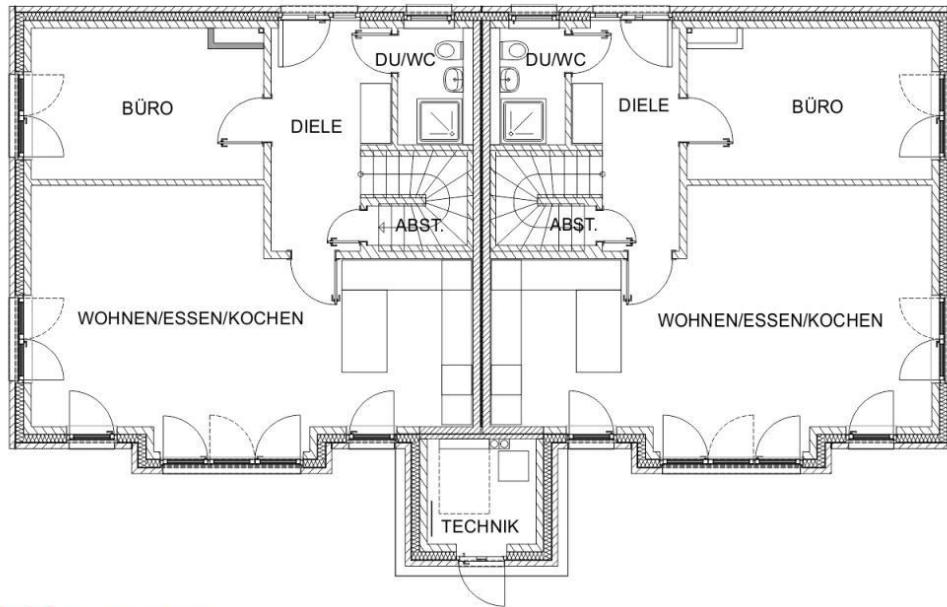 DU/WC
DU/WC
BÜRO
DIELE
DIELE
BÜRO
ABST.
ABST.
WOHNEN/ESSEN/KOCHEN
WOHNEN/ESSEN/KOCHEN
TECHNIK